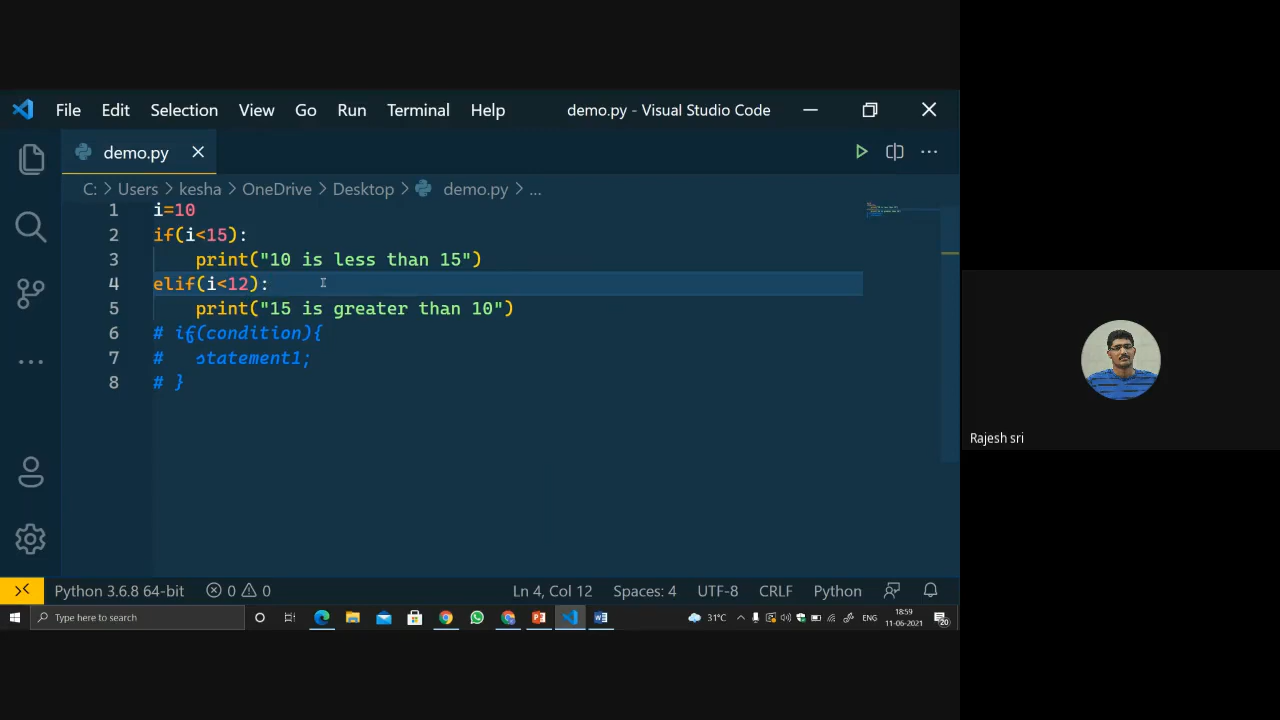 File Edit Selection View Go Run Terminal Help demo.py - Visual Studio Code
demo.py
C: > Users > kesha > OneDrive > Desktop > demo.py > ...
1 i=10
2 if(i<15):
3 print("10 is less than 15")
4 elif(i<12):
5 print("15 is greater than 10")
6 # if(condition){
7 # statement1;
8 # }
Rajesh sri
Python 3.6.8 64-bit 0 0 Ln 4, Col 12 Spaces: 4 UTF-8 CRLF Python
Type here to search 31°C ENG 18:59
11-06-2021 20